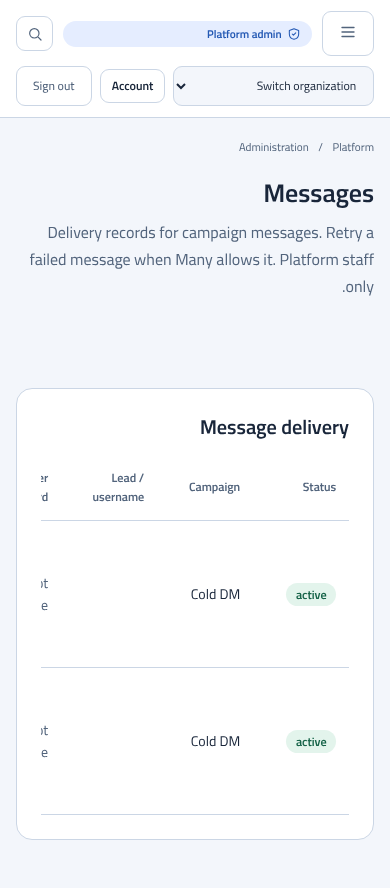 Platform admin
Switch organization
Account
Sign out
Administration / Platform
Messages
Delivery records for campaign messages. Retry a
failed message when Many allows it. Platform staff
.only
Message delivery
Status
Campaign
Lead /
username
active
Cold DM
active
Cold DM